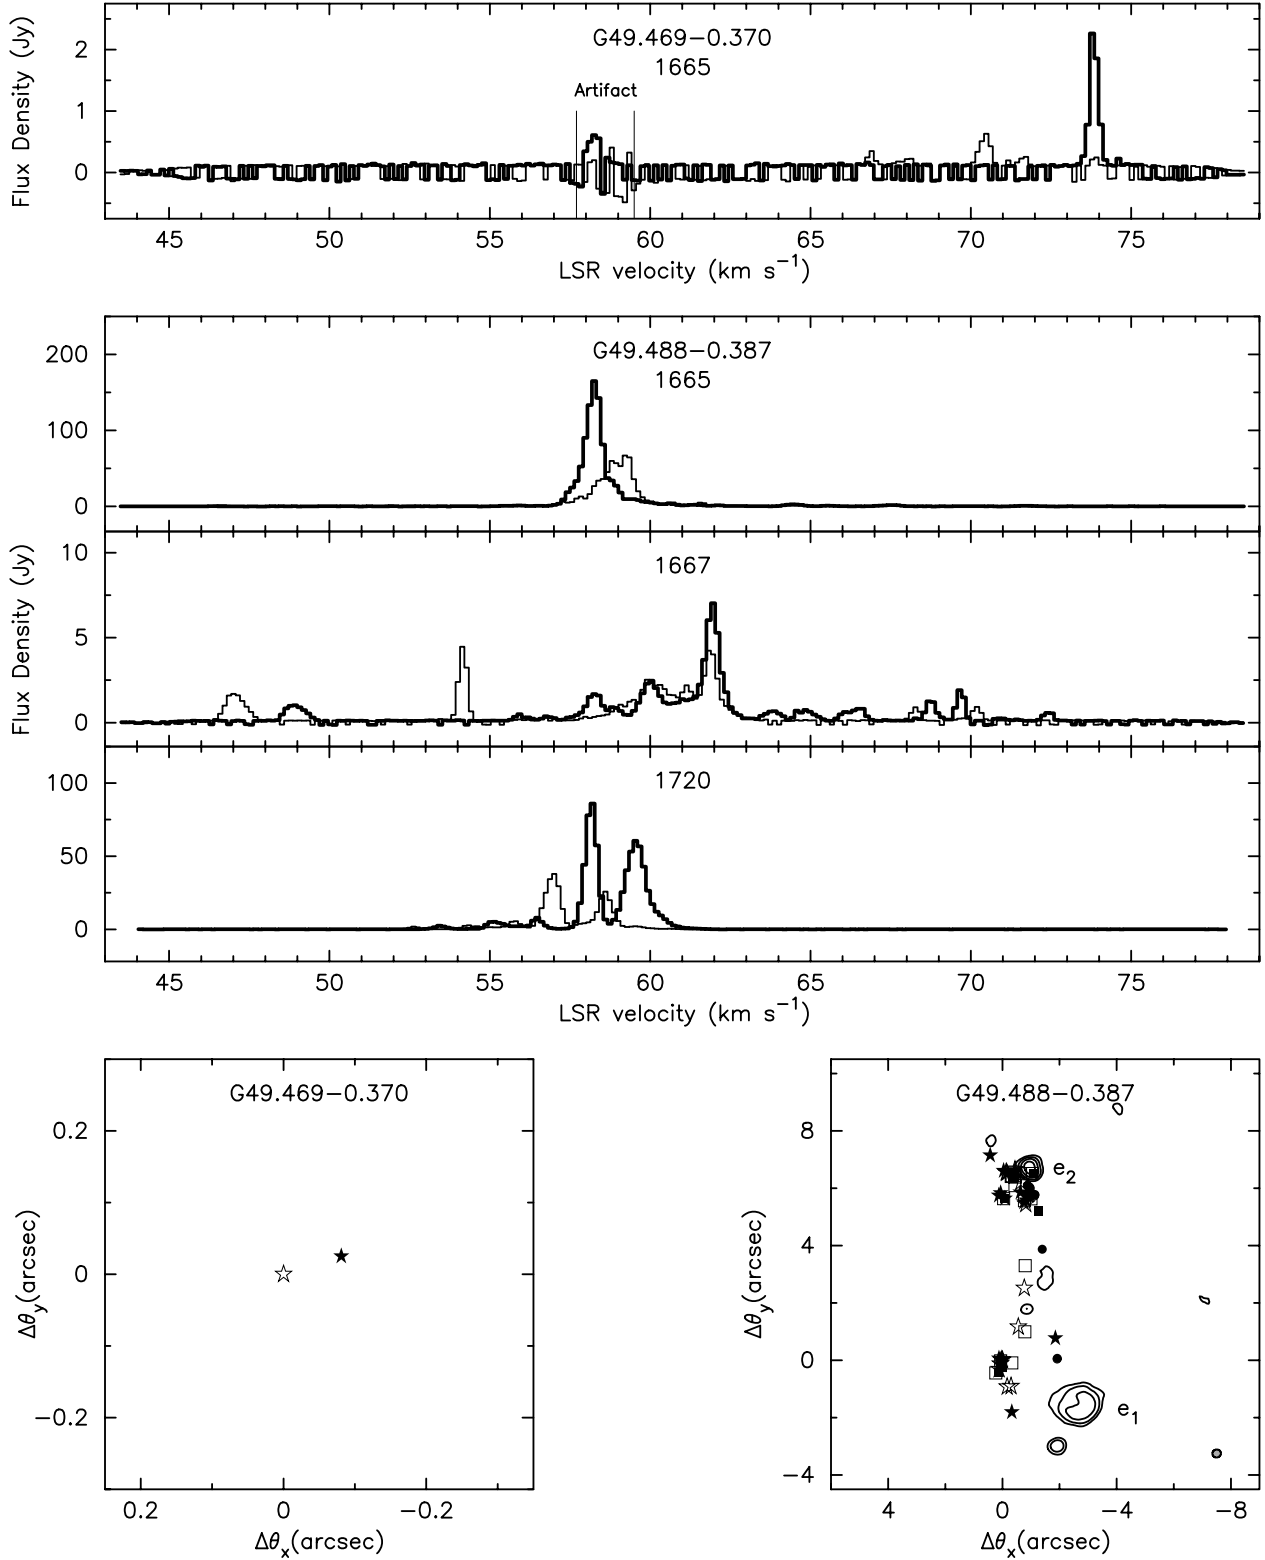 G49.469−0.370
1665
Artifact
Flux Density (Jy)
2
1
0
45 50 55 60 65 70 75
LSR velocity (km s⁻¹)
G49.488−0.387
1665
200
100
0
Flux Density (Jy)
1667
10
5
0
1720
100
50
0
45 50 55 60 65 70 75
LSR velocity (km s⁻¹)
G49.469−0.370
Δθy(arcsec)
0.2
0
−0.2
0.2 0 −0.2
Δθx(arcsec)
G49.488−0.387
Δθy(arcsec)
8
4
0
−4
e₂
e₁
4 0 −4 −8
Δθx(arcsec)